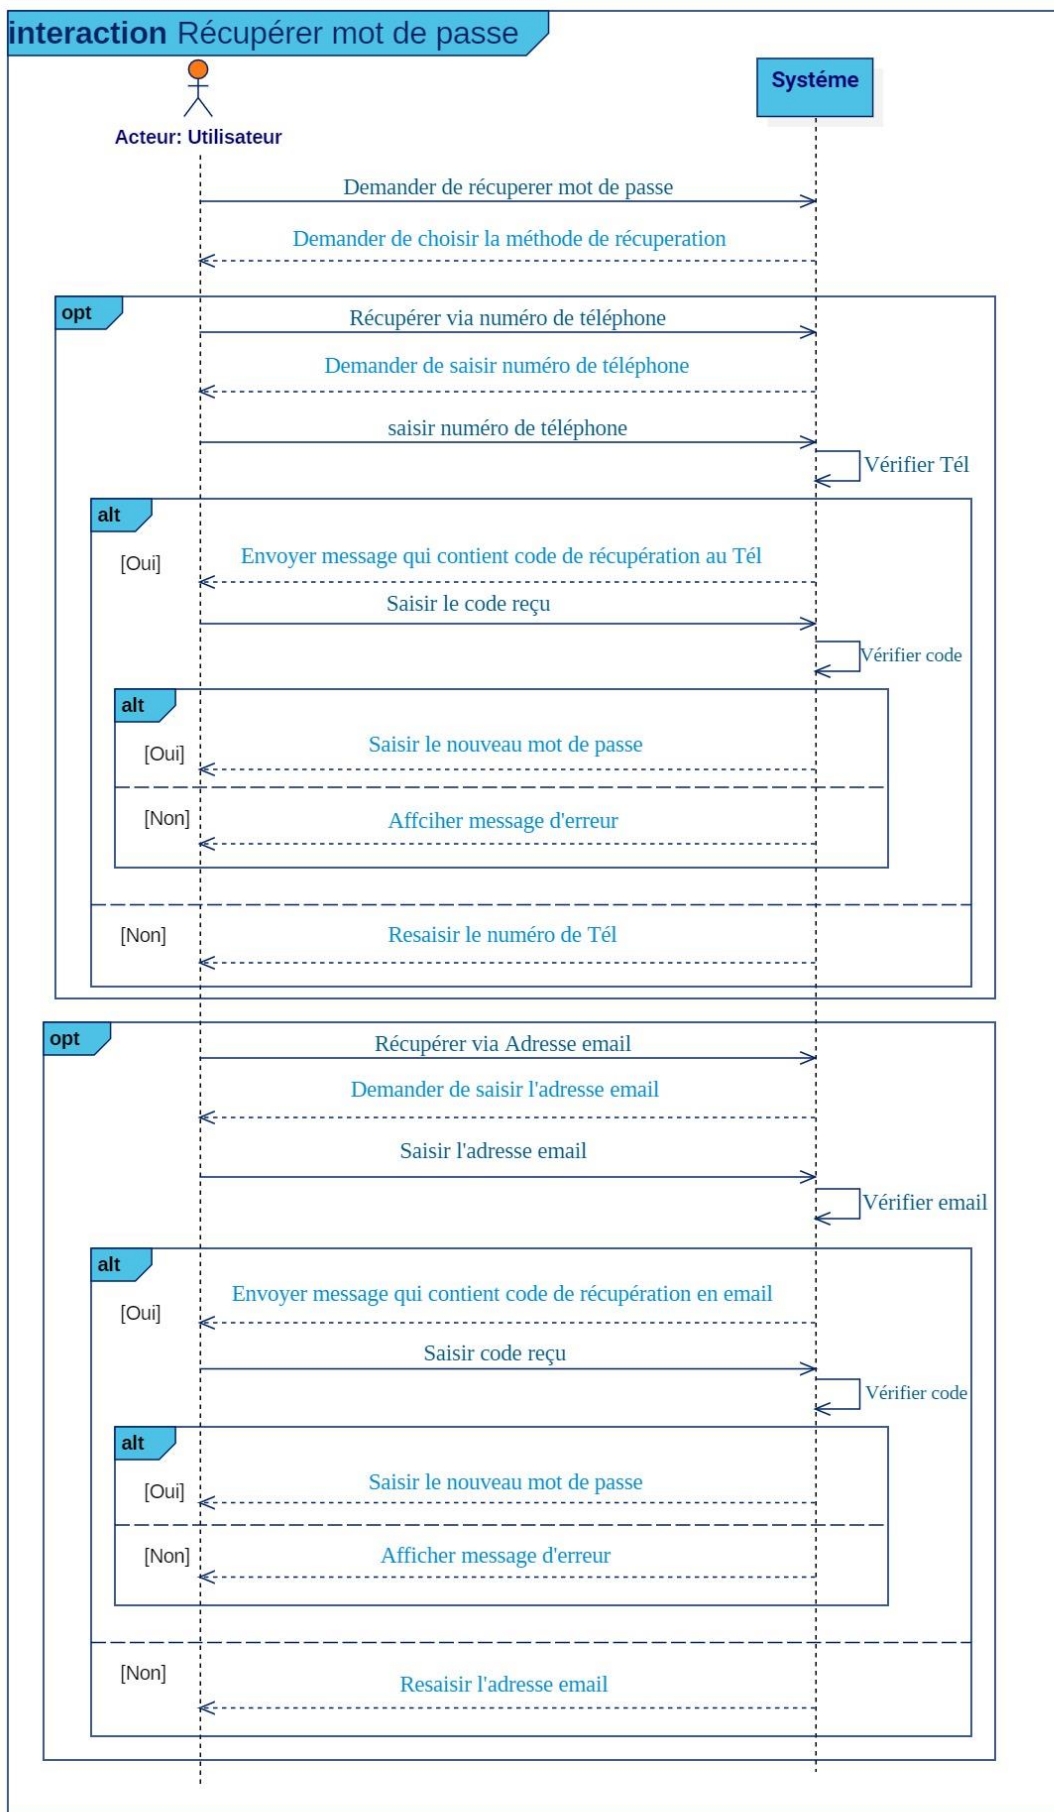 interaction Récupérer mot de passe
Systéme
Acteur: Utilisateur
Demander de récuperer mot de passe
Demander de choisir la méthode de récuperation
opt
Récupérer via numéro de téléphone
Demander de saisir numéro de téléphone
saisir numéro de téléphone
Vérifier Tél
alt
[Oui]
Envoyer message qui contient code de récupération au Tél
Saisir le code reçu
Vérifier code
alt
[Oui]
Saisir le nouveau mot de passe
[Non]
Affciher message d'erreur
[Non]
Resaisir le numéro de Tél
opt
Récupérer via Adresse email
Demander de saisir l'adresse email
Saisir l'adresse email
Vérifier email
alt
[Oui]
Envoyer message qui contient code de récupération en email
Saisir code reçu
Vérifier code
alt
[Oui]
Saisir le nouveau mot de passe
[Non]
Afficher message d'erreur
[Non]
Resaisir l'adresse email